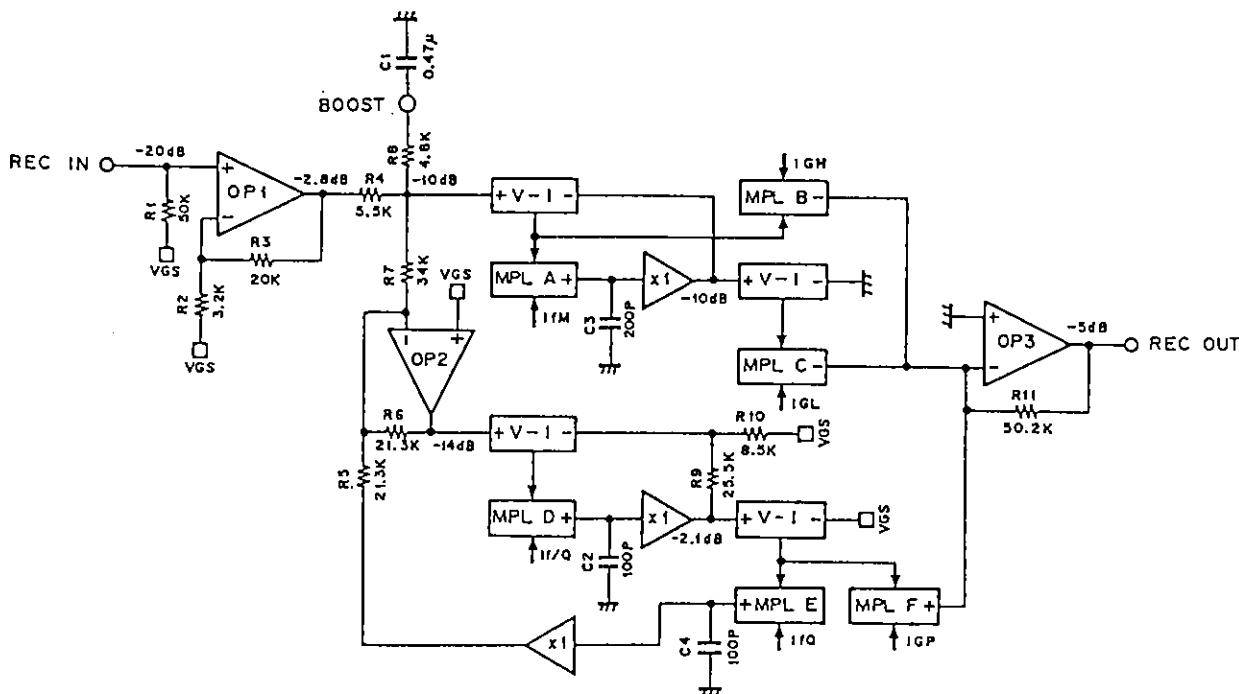 C1
0.47μ
BOOST
R8
4.8K
REC IN
-20dB
+
OP1
-
-2.8dB
R4
5.5K
-10dB
+V-I-
IGH
MPL B-
R1
50K
VGS
R3
20K
R2
3.2K
VGS
R7
34K
VGS
MPL A+
IfM
C3
200P
x1
-10dB
+V-I-
MPL C-
IGL
-
+
OP2
+
OP3
-
-5dB
REC OUT
R11
50.2K
R6
21.3K
-14dB
+V-I-
R10
8.5K
VGS
R5
21.3K
R9
25.5K
MPL D+
If/Q
C2
100P
x1
-2.1dB
+V-I-
VGS
x1
C4
100P
+MPL E
IfQ
MPL F+
IGP